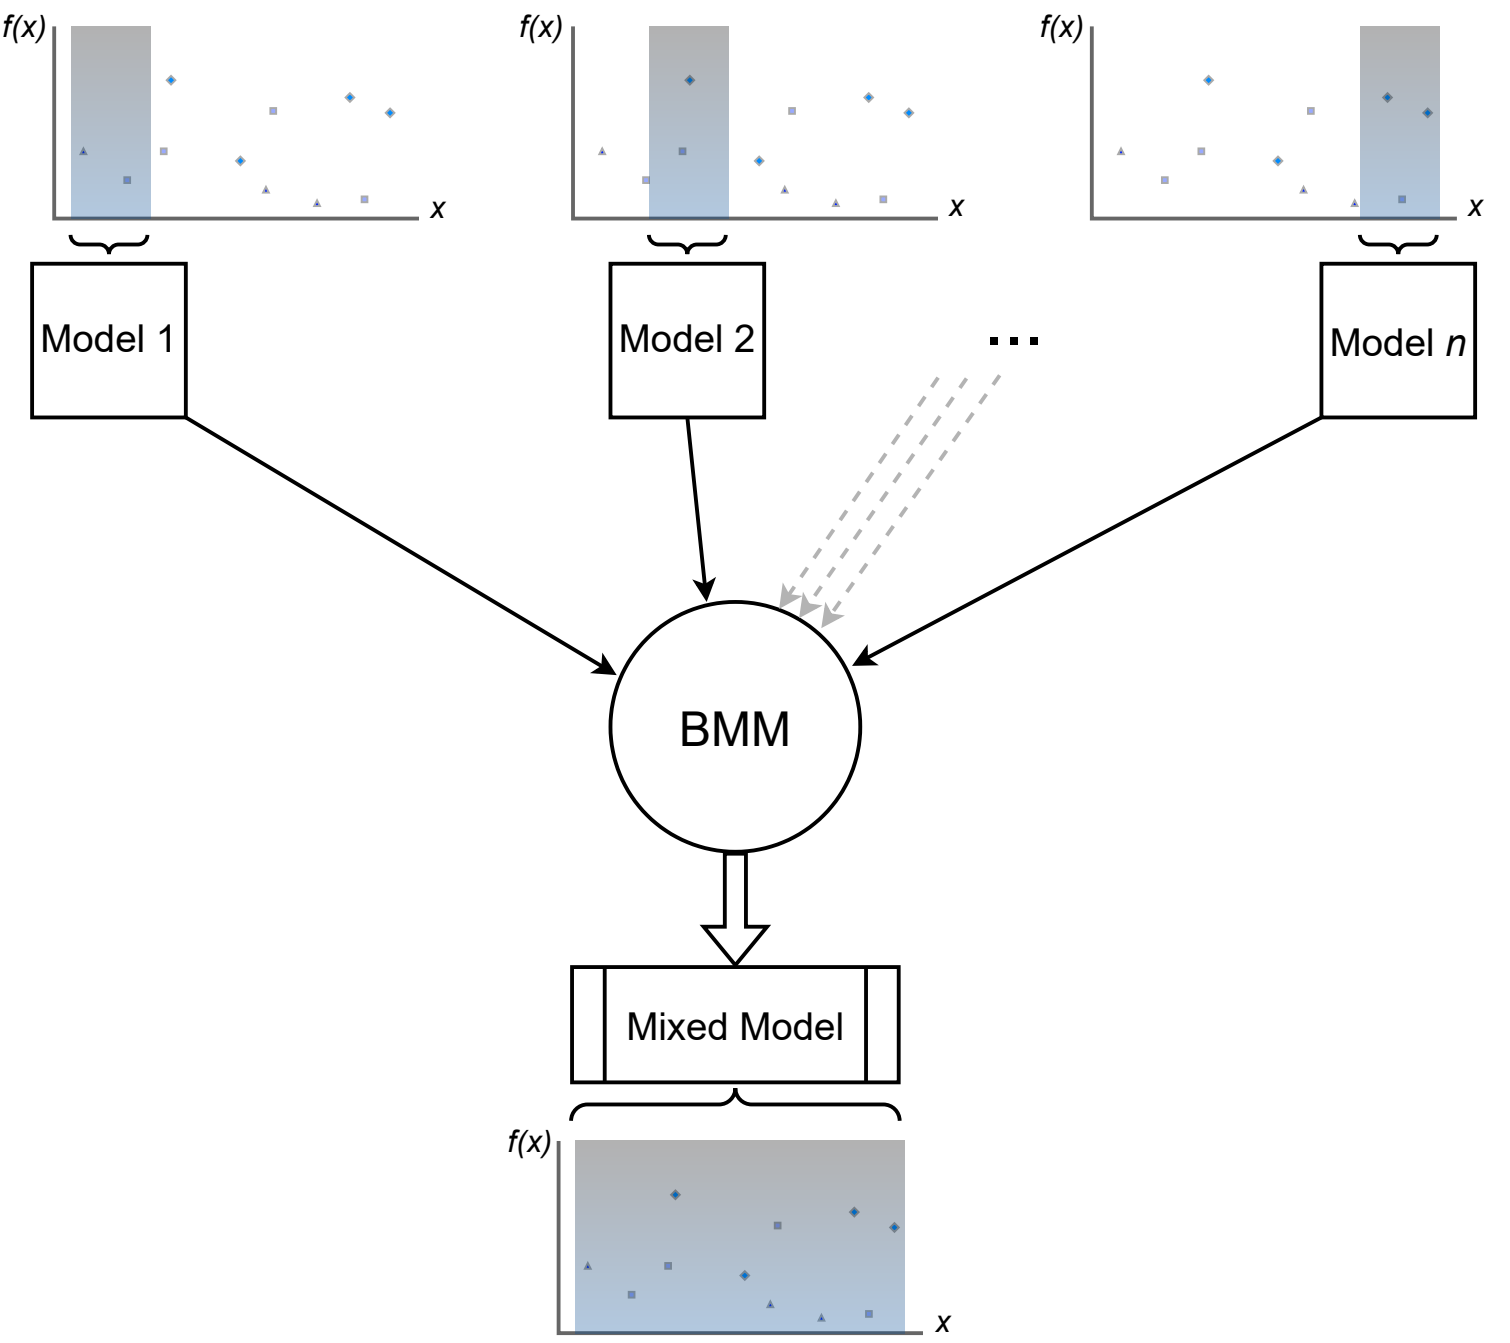 f(x)
f(x)
f(x)
x
x
x
Model 1
Model 2
...
Model n
BMM
Mixed Model
f(x)
x